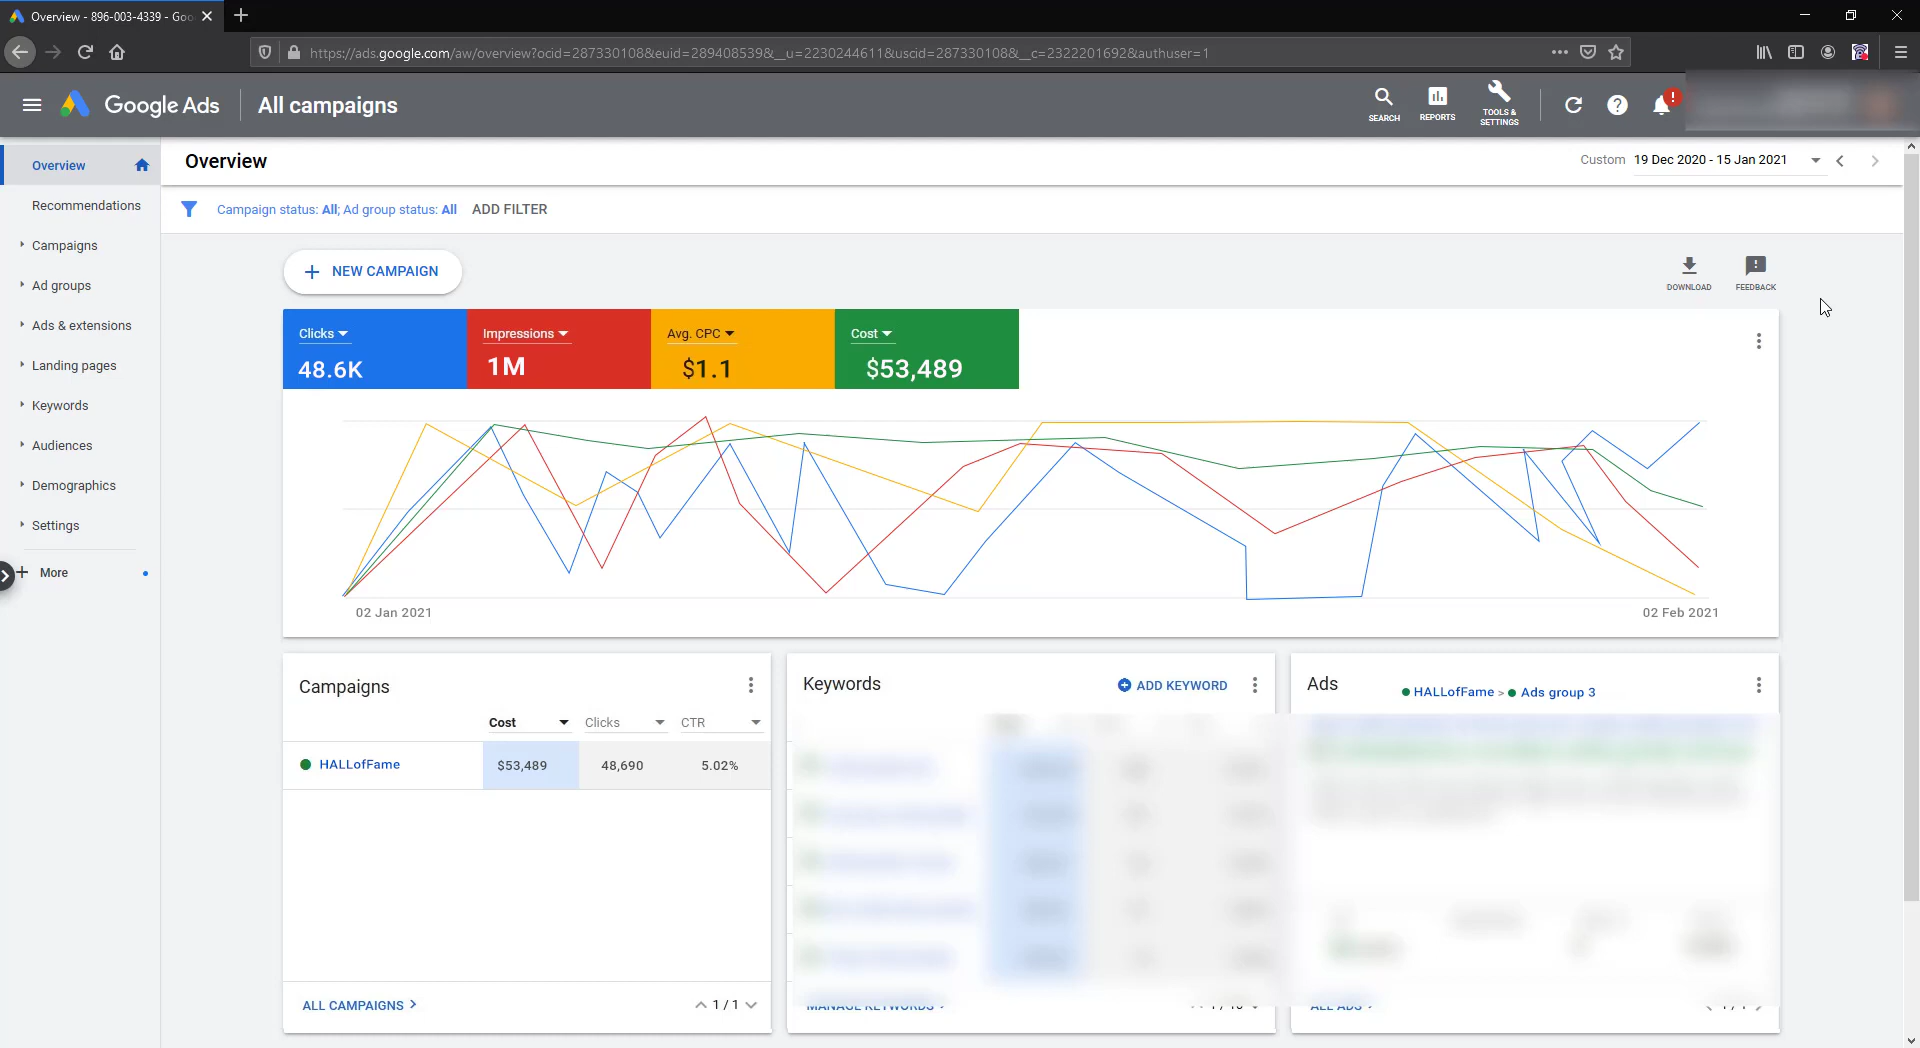 Overview - 896-003-4339 - Goo
https://ads.google.com/aw/overview?ocid=287330108&euid=289408539&__u=2230244611&uscid=287330108&__c=2322201692&authuser=1
Google Ads
All campaigns
SEARCH
REPORTS
TOOLS & SETTINGS
Overview
Recommendations
Campaigns
Ad groups
Ads & extensions
Landing pages
Keywords
Audiences
Demographics
Settings
More
Overview
Custom 19 Dec 2020 - 15 Jan 2021
Campaign status: All; Ad group status: All ADD FILTER
NEW CAMPAIGN
DOWNLOAD
FEEDBACK
Clicks
48.6K
Impressions
1M
Avg. CPC
$1.1
Cost
$53,489
02 Jan 2021
02 Feb 2021
Campaigns
Cost Clicks CTR
HALLofFame $53,489 48,690 5.02%
ALL CAMPAIGNS
1 / 1
Keywords
ADD KEYWORD
MANAGE KEYWORDS
Ads
HALLofFame > Ads group 3
ALL ADS